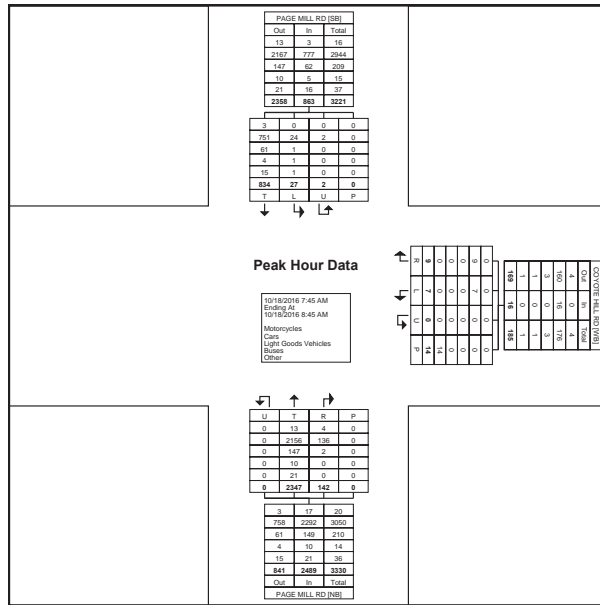 PAGE MILL RD [SB]
Out In Total
13 3 16
2167 777 2944
147 62 209
10 5 15
21 16 37
2358 863 3221
3 0 0 0
751 24 2 0
61 1 0 0
4 1 0 0
15 1 0 0
834 27 2 0
T L U P
Peak Hour Data
10/18/2016 7:45 AM
Ending At
10/18/2016 8:45 AM
Motorcycles
Cars
Light Goods Vehicles
Buses
Other
COYOTE HILL RD [WB]
Out In Total
4 0 4
160 16 176
3 0 3
1 0 1
1 0 1
169 16 185
0 0 0 0
9 7 0 0
0 0 0 0
0 0 0 0
0 0 0 14
9 7 0 14
R L U P
U T R P
0 13 4 0
0 2156 136 0
0 147 2 0
0 10 0 0
0 21 0 0
0 2347 142 0
3 17 20
758 2292 3050
61 149 210
4 10 14
15 21 36
841 2489 3330
Out In Total
PAGE MILL RD [NB]